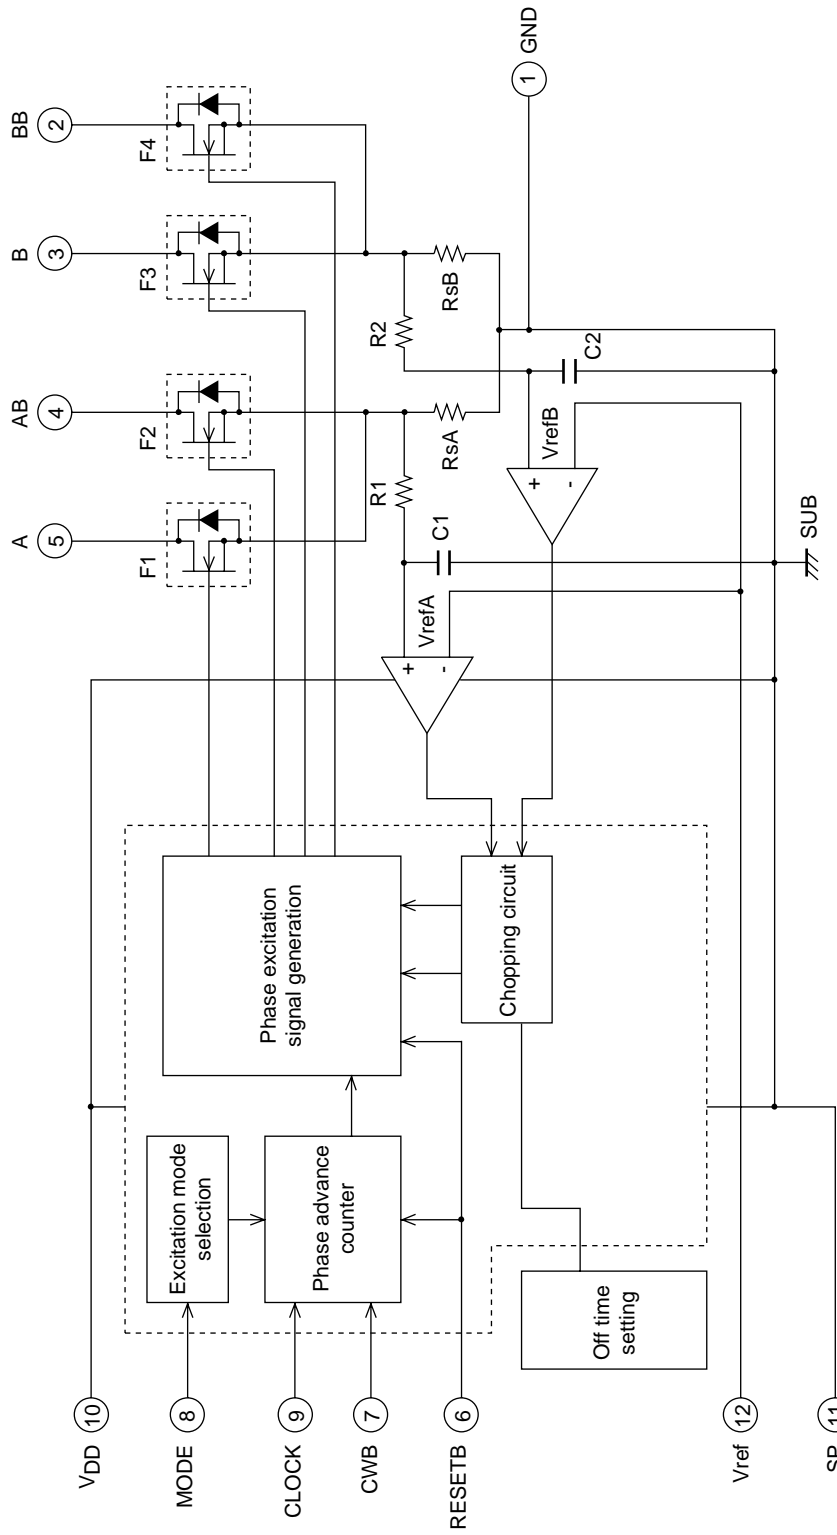 VDD 10
MODE 8
CLOCK 9
CWB 7
RESETB 6
Vref 12
Excitation mode
selection
Phase advance
counter
Phase excitation
signal generation
Chopping circuit
Off time
setting
A 5
F1
AB 4
F2
B 3
F3
BB 2
F4
R1
RsA
R2
RsB
C1
C2
VrefA
+
-
VrefB
+
-
SUB
1 GND